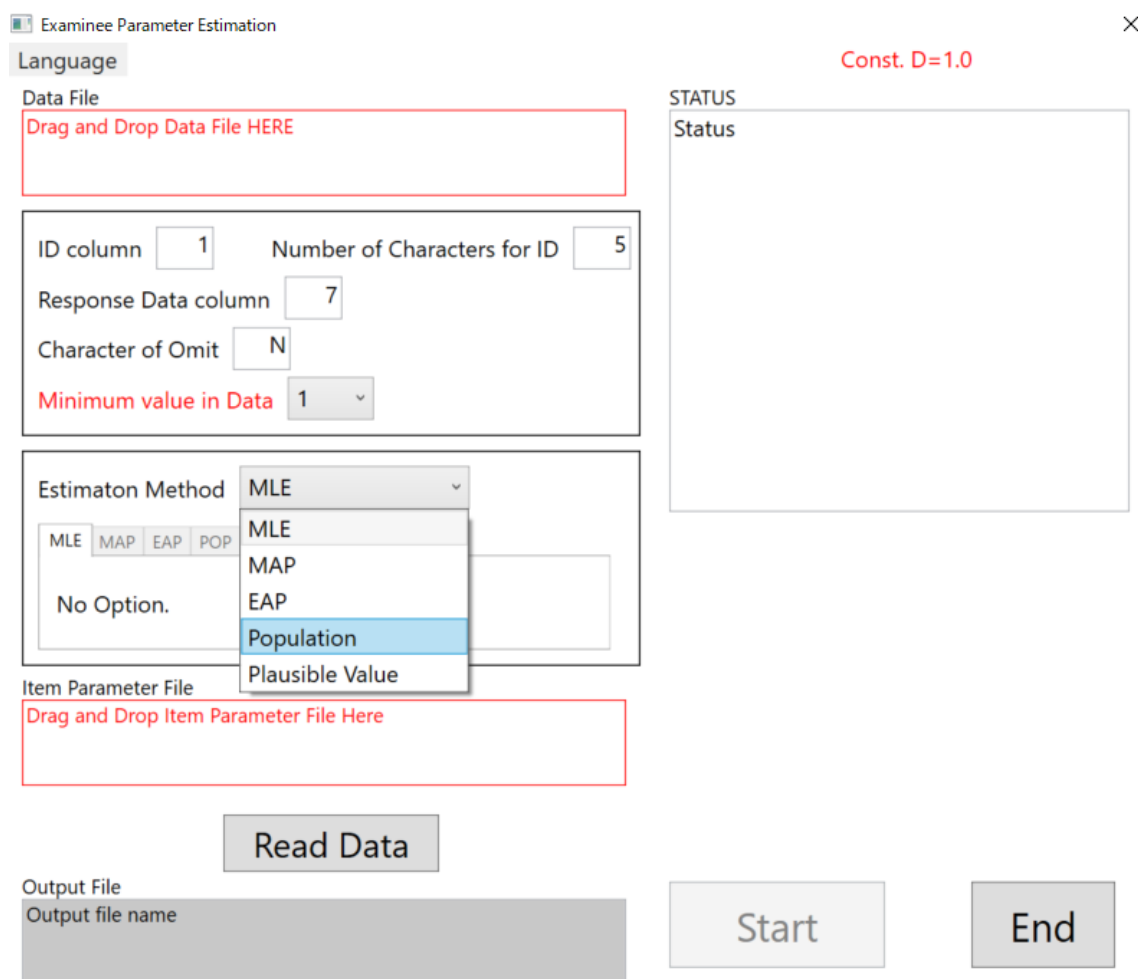 Examinee Parameter Estimation
Language
Const. D=1.0
Data File
Drag and Drop Data File HERE
STATUS
Status
ID column 1 Number of Characters for ID 5
Response Data column 7
Character of Omit N
Minimum value in Data 1
Estimaton Method MLE
MLE MAP EAP POP
No Option.
MLE
MAP
EAP
Population
Plausible Value
Item Parameter File
Drag and Drop Item Parameter File Here
Read Data
Output File
Output file name
Start
End